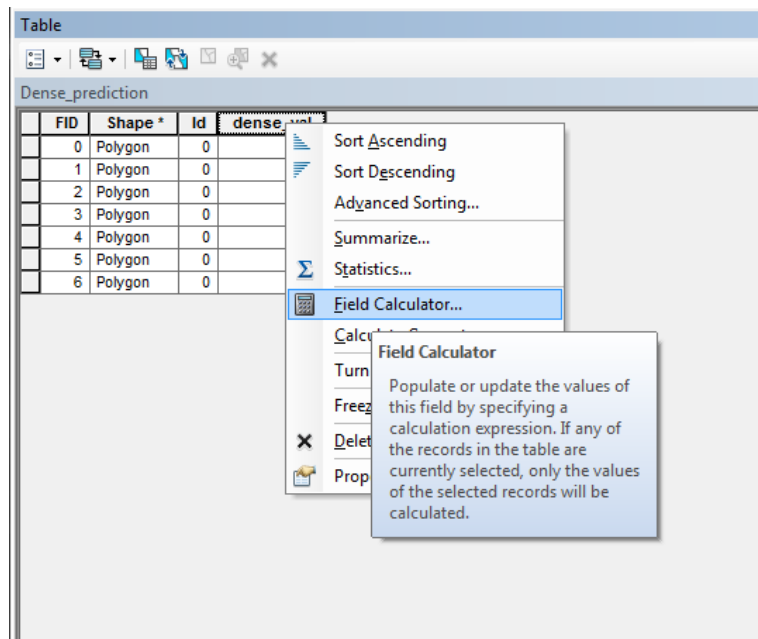 Table
Dense_prediction
FID Shape * Id dense_val
0 Polygon 0
1 Polygon 0
2 Polygon 0
3 Polygon 0
4 Polygon 0
5 Polygon 0
6 Polygon 0
Sort Ascending
Sort Descending
Advanced Sorting...
Summarize...
Σ Statistics...
Field Calculator...
Turn
Field Calculator
Populate or update the values of
this field by specifying a
calculation expression. If any of
the records in the table are
currently selected, only the values
of the selected records will be
calculated.